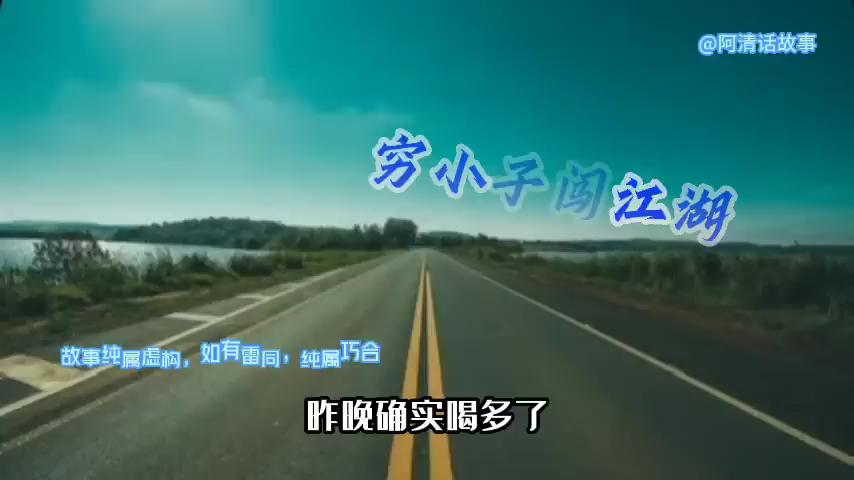 @阿清话故事
穷小子闯江湖
故事纯属虚构，如有雷同，纯属巧合
昨晚确实喝多了